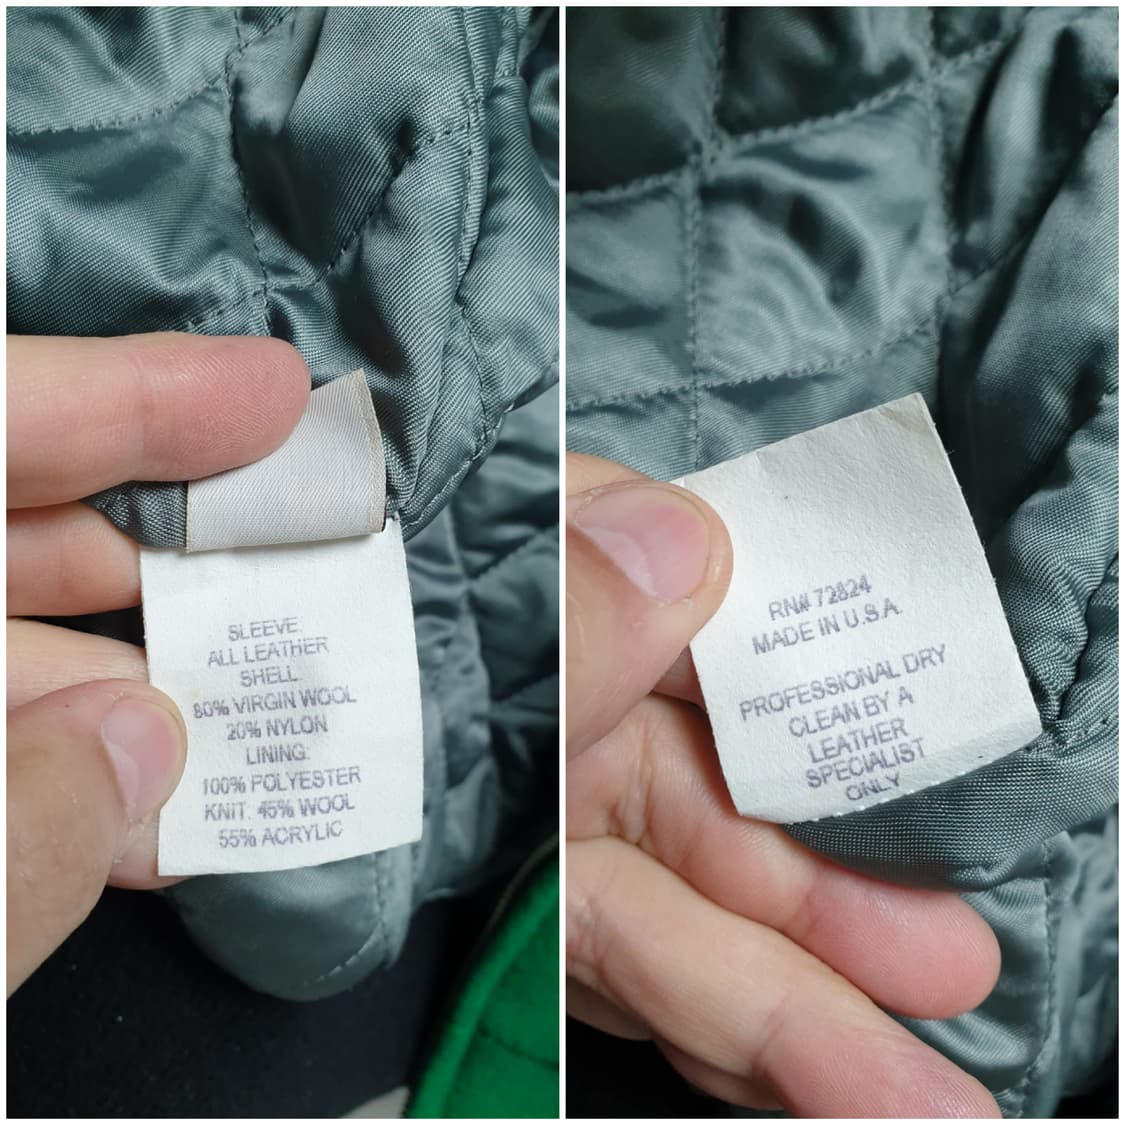 SLEEVE:
ALL LEATHER
SHELL:
80% VIRGIN WOOL
20% NYLON
LINING:
100% POLYESTER
KNIT: 45% WOOL
55% ACRYLIC
RN# 72824
MADE IN U.S.A.
PROFESSIONAL DRY
CLEAN BY A
LEATHER
SPECIALIST
ONLY